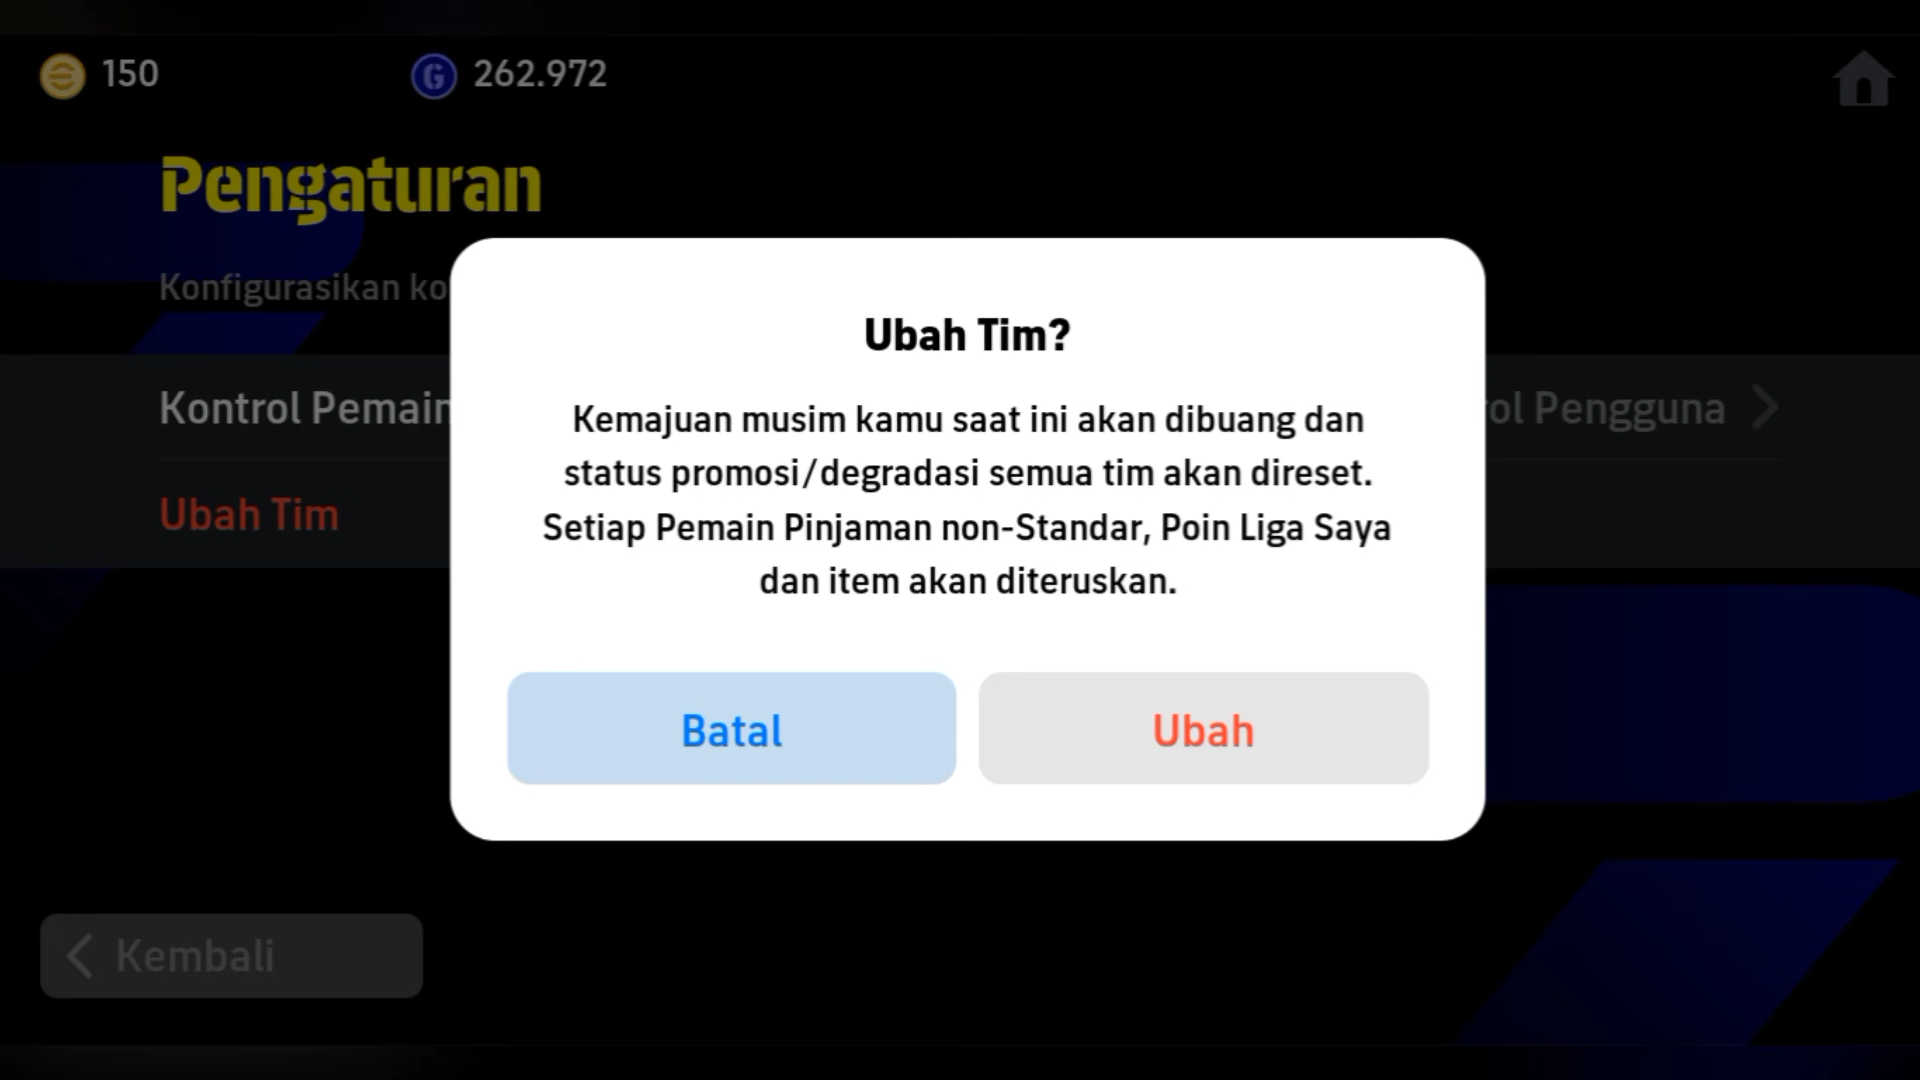 150
262.972
Pengaturan
Konfigurasikan ko
Ubah Tim?
Kemajuan musim kamu saat ini akan dibuang dan
status promosi/degradasi semua tim akan direset.
Setiap Pemain Pinjaman non-Standar, Poin Liga Saya
dan item akan diteruskan.
Kontrol Pemain
ol Pengguna
Ubah Tim
Batal
Ubah
Kembali